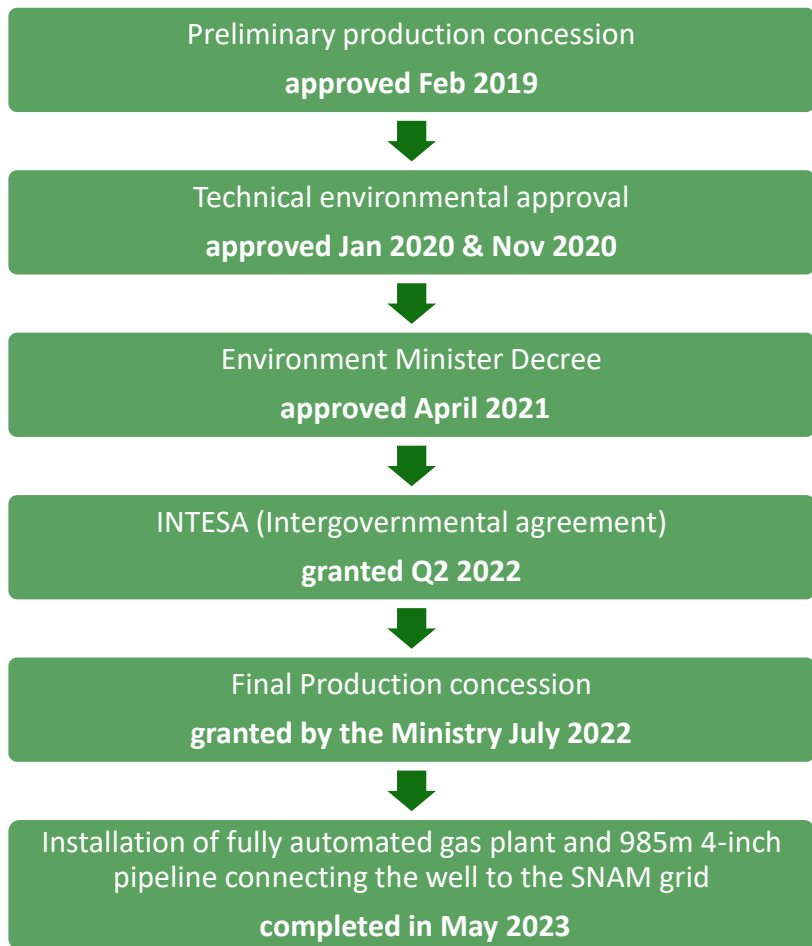 Preliminary production concession
approved Feb 2019
Technical environmental approval
approved Jan 2020 & Nov 2020
Environment Minister Decree
approved April 2021
INTESA (Intergovernmental agreement)
granted Q2 2022
Final Production concession
granted by the Ministry July 2022
Installation of fully automated gas plant and 985m 4-inch
pipeline connecting the well to the SNAM grid
completed in May 2023